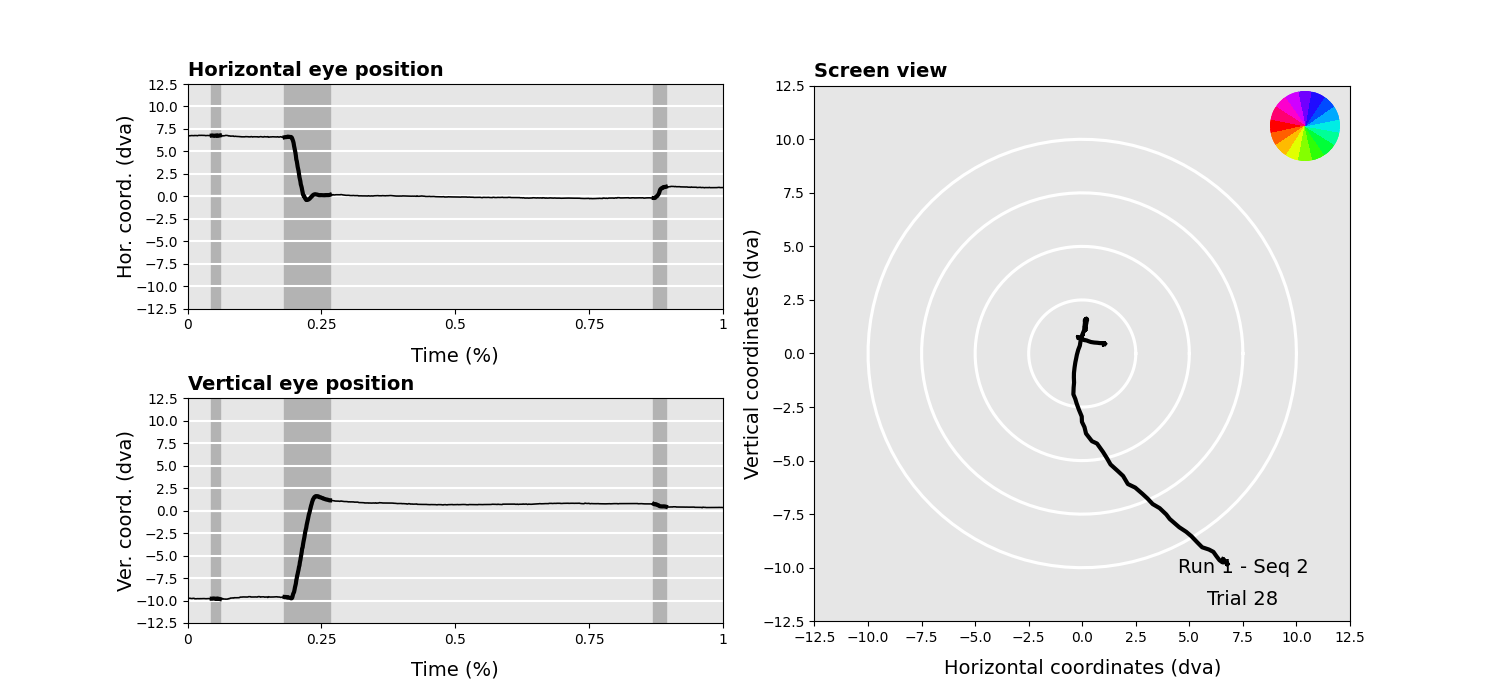 Horizontal eye position
12.5
10.0
7.5
5.0
2.5
0.0
−2.5
−5.0
−7.5
−10.0
−12.5
Hor. coord. (dva)
0 0.25 0.5 0.75 1
Time (%)
Vertical eye position
12.5
10.0
7.5
5.0
2.5
0.0
−2.5
−5.0
−7.5
−10.0
−12.5
Ver. coord. (dva)
0 0.25 0.5 0.75 1
Time (%)
Screen view
12.5
10.0
7.5
5.0
2.5
0.0
−2.5
−5.0
−7.5
−10.0
−12.5
Vertical coordinates (dva)
Run 1 - Seq 2
Trial 28
−12.5 −10.0 −7.5 −5.0 −2.5 0.0 2.5 5.0 7.5 10.0 12.5
Horizontal coordinates (dva)